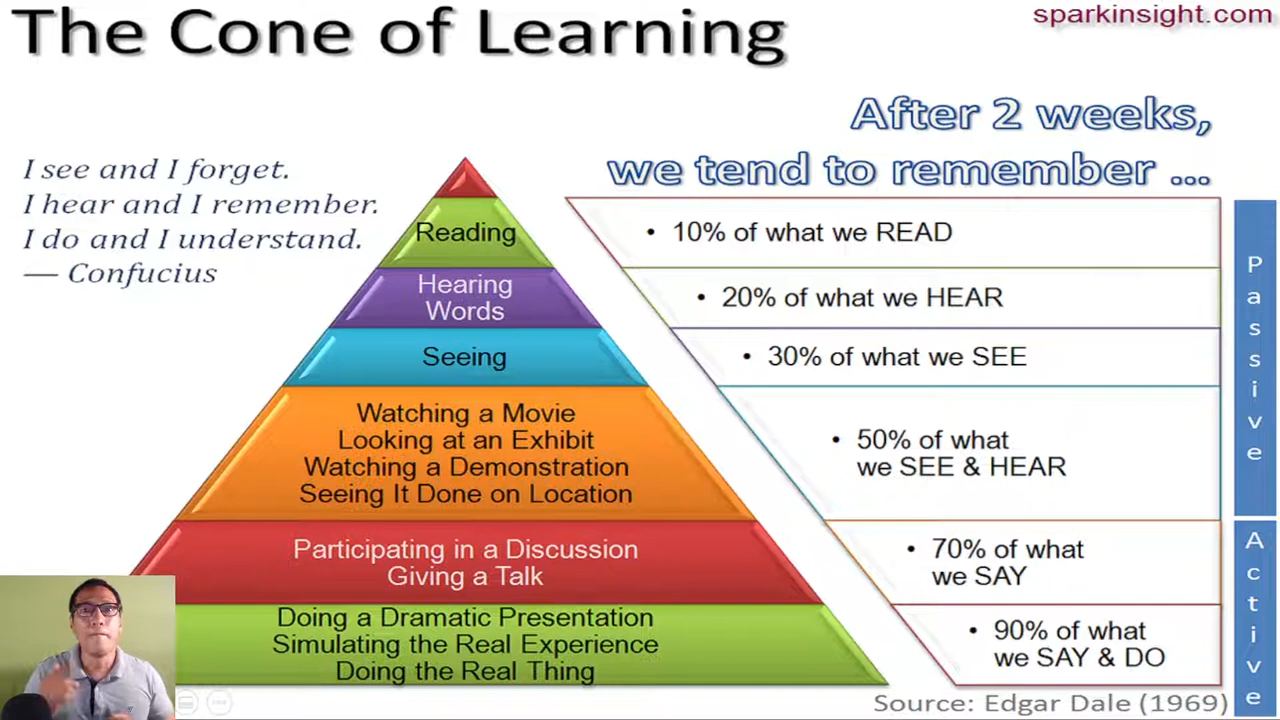 The Cone of Learning
sparkinsight.com
After 2 weeks,
we tend to remember ...
I see and I forget.
I hear and I remember.
I do and I understand.
— Confucius
Reading
Hearing
Words
Seeing
Watching a Movie
Looking at an Exhibit
Watching a Demonstration
Seeing It Done on Location
Participating in a Discussion
Giving a Talk
Doing a Dramatic Presentation
Simulating the Real Experience
Doing the Real Thing
• 10% of what we READ
• 20% of what we HEAR
• 30% of what we SEE
• 50% of what
we SEE & HEAR
• 70% of what
we SAY
• 90% of what
we SAY & DO
Passive
Active
Source: Edgar Dale (1969)